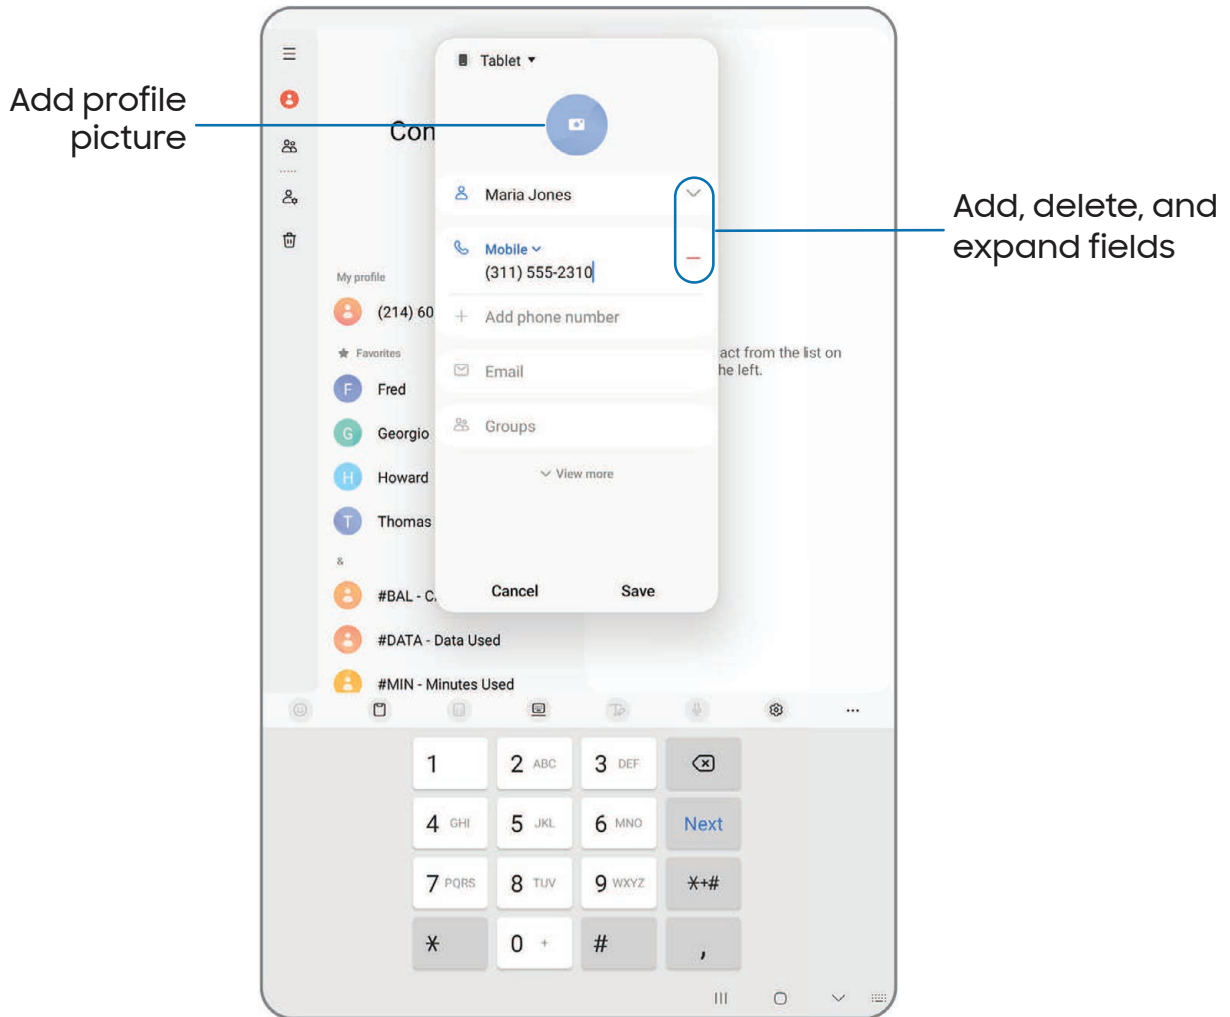 Tablet
Add profile
picture
Con
Maria Jones
Add, delete, and
expand fields
Mobile
(311) 555-2310
My profile
(214) 60
Add phone number
Favorites
act from the list on
he left.
Email
F Fred
G Georgio
Groups
H Howard
View more
T Thomas
&
#BAL - C
Cancel Save
#DATA - Data Used
#MIN - Minutes Used
1 2 ABC 3 DEF
4 GHI 5 JKL 6 MNO Next
7 PQRS 8 TUV 9 WXYZ *+#
* 0 + # ,